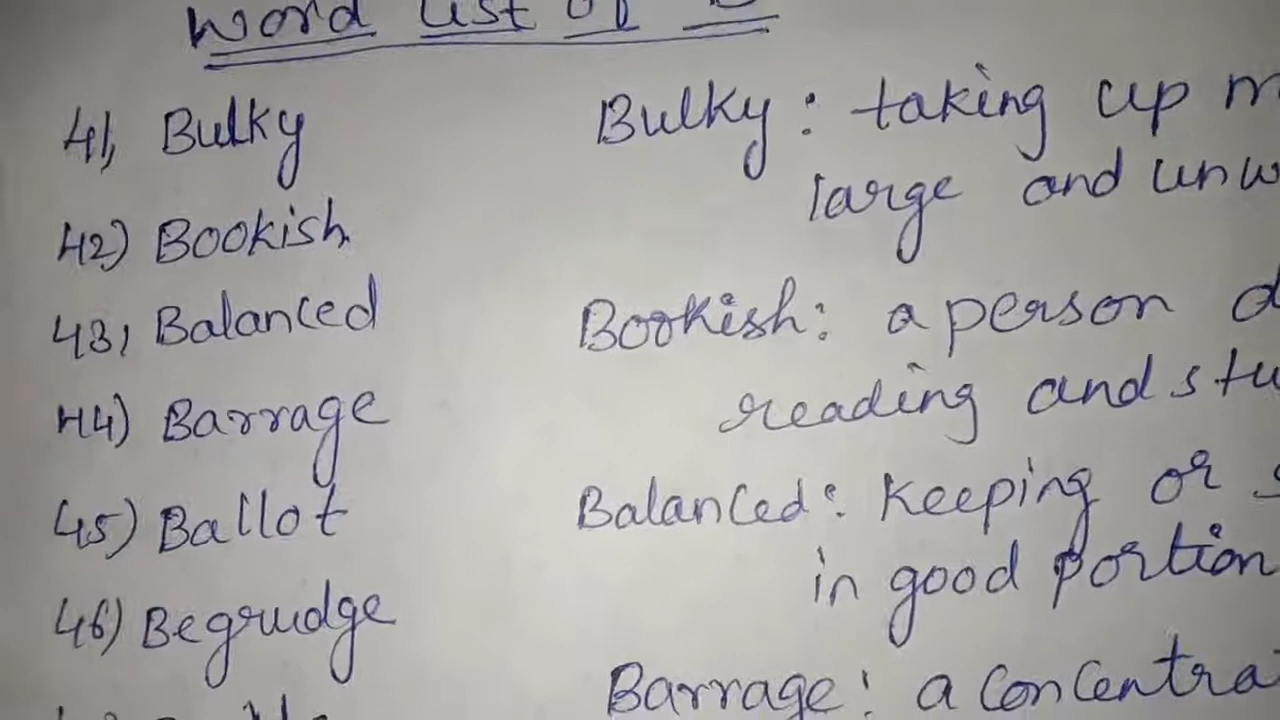 Word List of
41, Bulky
42) Bookish
43, Balanced
44) Barrage
45) Ballot
46) Begrudge
Bulky: taking up
large and
Bookish: a person
reading and
Balanced: Keeping or
in good portion
Barrage: a